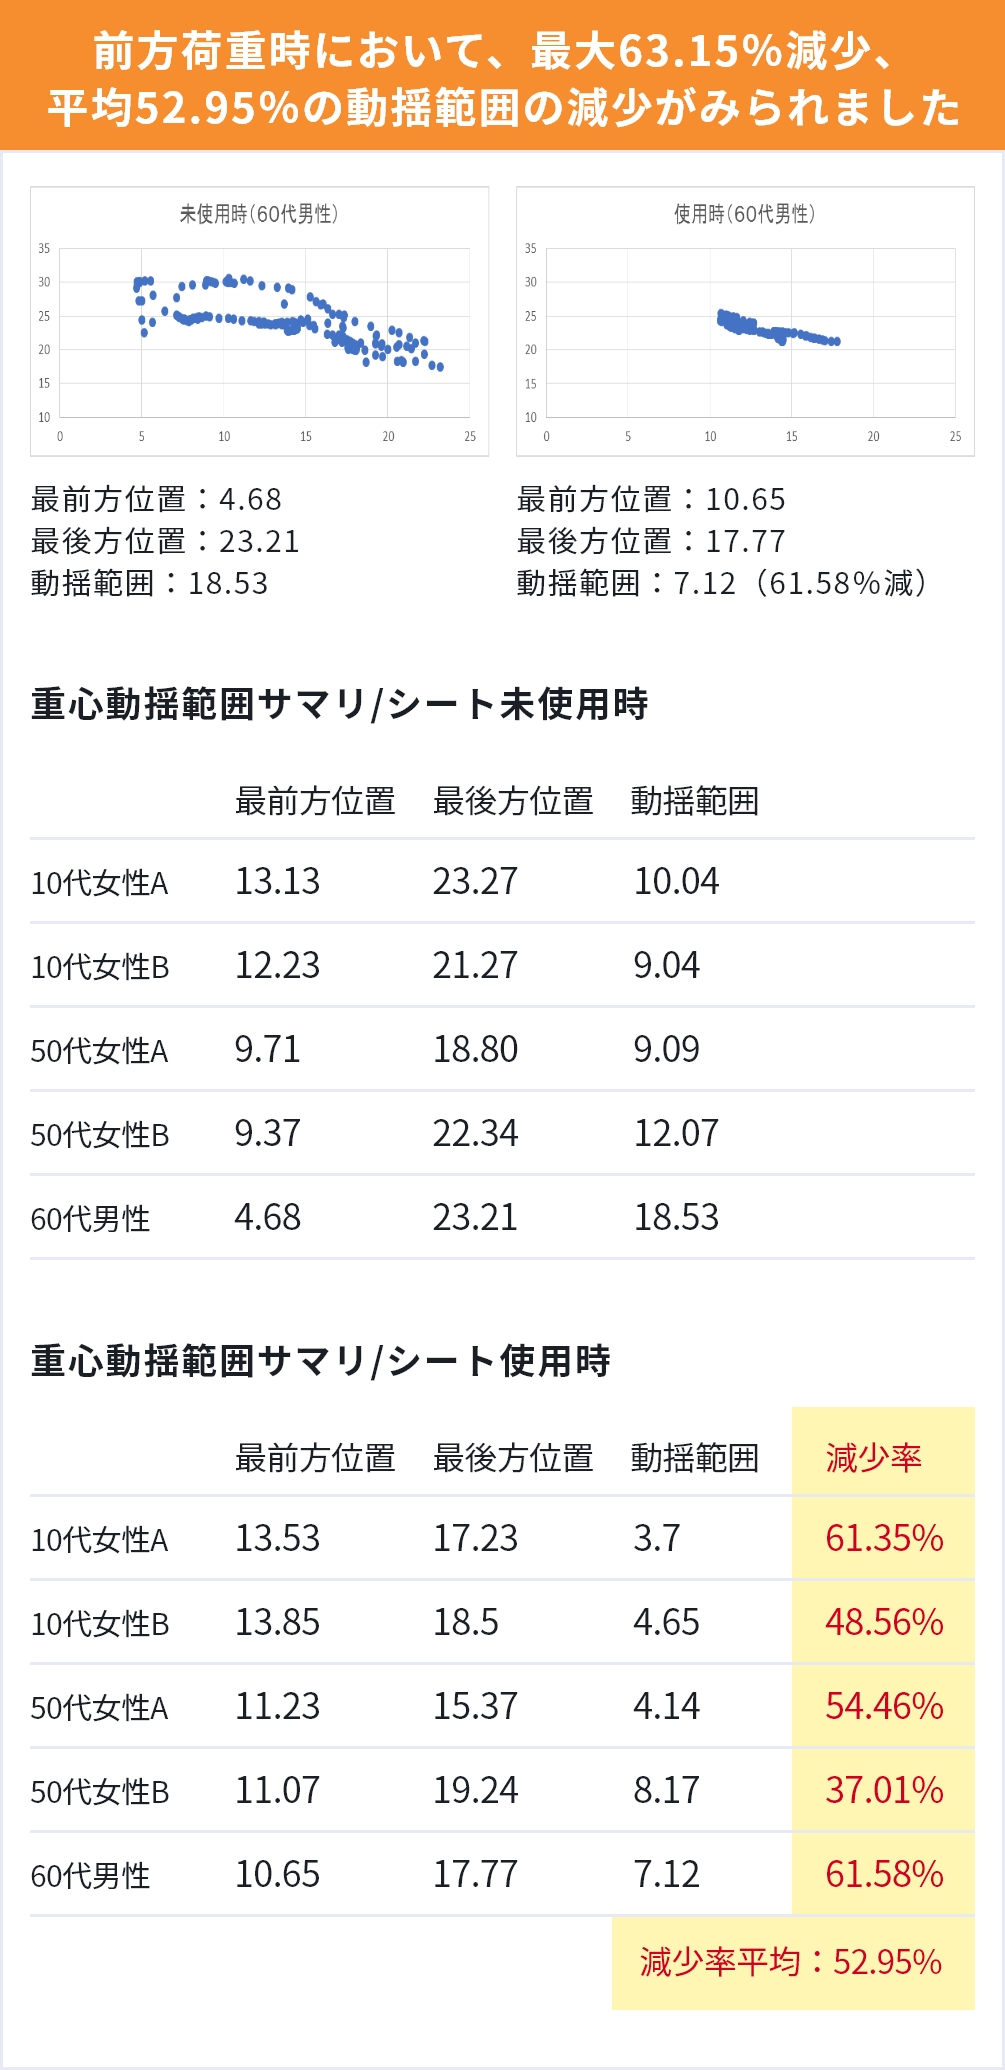 前方荷重時において、最大63.15%減少、
平均52.95%の動揺範囲の減少がみられました
未使用時(60代男性)
35
30
25
20
15
10
0 5 10 15 20 25
使用時(60代男性)
35
30
25
20
15
10
0 5 10 15 20 25
最前方位置：4.68
最後方位置：23.21
動揺範囲：18.53
最前方位置：10.65
最後方位置：17.77
動揺範囲：7.12（61.58%減）
重心動揺範囲サマリ/シート未使用時
最前方位置 最後方位置 動揺範囲
10代女性A 13.13 23.27 10.04
10代女性B 12.23 21.27 9.04
50代女性A 9.71 18.80 9.09
50代女性B 9.37 22.34 12.07
60代男性 4.68 23.21 18.53
重心動揺範囲サマリ/シート使用時
最前方位置 最後方位置 動揺範囲 減少率
10代女性A 13.53 17.23 3.7 61.35%
10代女性B 13.85 18.5 4.65 48.56%
50代女性A 11.23 15.37 4.14 54.46%
50代女性B 11.07 19.24 8.17 37.01%
60代男性 10.65 17.77 7.12 61.58%
減少率平均：52.95%